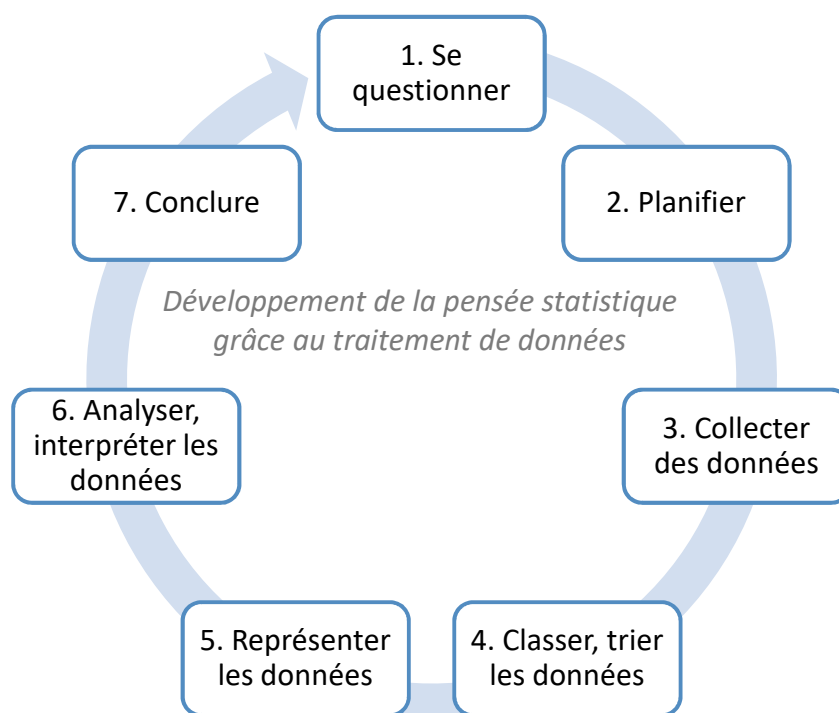 1. Se
questionner
2. Planifier
3. Collecter
des données
4. Classer, trier
les données
5. Représenter
les données
6. Analyser,
interpréter les
données
7. Conclure
Développement de la pensée statistique
grâce au traitement de données